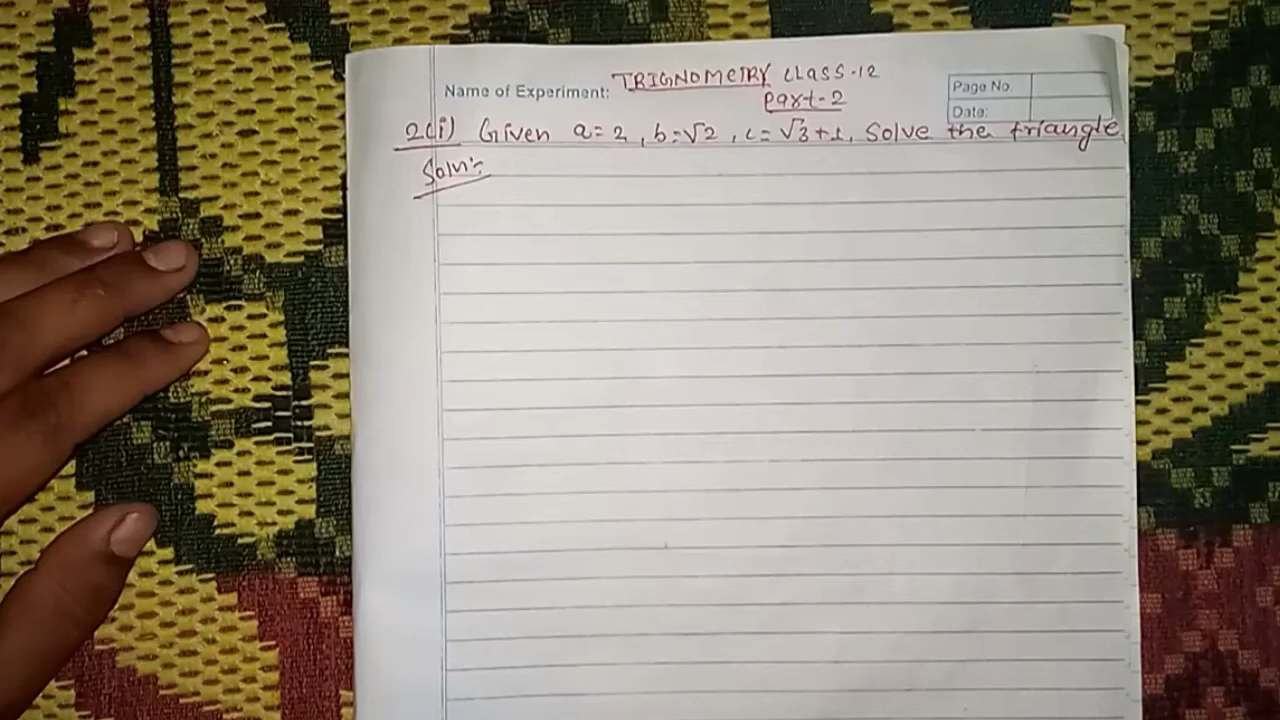 Name of Experiment: TRIGNOMETRY CLASS-12
Part-2
Page No.
Date:
2(i) Given a=2, b=√2, c=√3+1, Solve the triangle
Soln:-